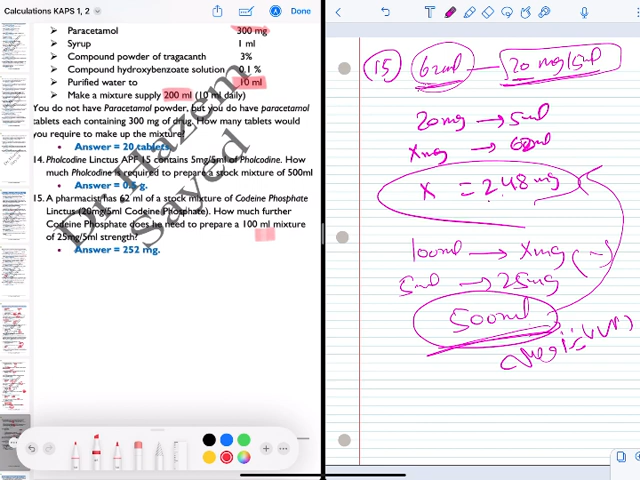 Calculations KAPS 1, 2
Done
Paracetamol 300 mg
Syrup 1 ml
Compound powder of tragacanth 3%
Compound hydroxybenzoate solution 0.1 %
Purified water to 10 ml
Make a mixture supply 200 ml (10 ml daily)
You do not have Paracetamol powder, but you do have paracetamol
tablets each containing 300 mg of drug. How many tablets would
you require to make up the mixture?
Answer = 20 tablets
14. Pholcodine Linctus APF 15 contains 5mg/5ml of Pholcodine. How
much Pholcodine is required to prepare a stock mixture of 500ml
Answer = 0.5 g.
15. A pharmacist has 62 ml of a stock mixture of Codeine Phosphate
Linctus (20mg/5ml Codeine Phosphate). How much further
Codeine Phosphate does he need to prepare a 100 ml mixture
of 25mg/5ml strength?
Answer = 252 mg.
Dr Hazem
Sayed
15 62ml — 20 mg/5ml
20mg → 5ml
x mg → 62ml
x = 248 mg
100ml → x mg (~)
5ml → 25mg
500ml